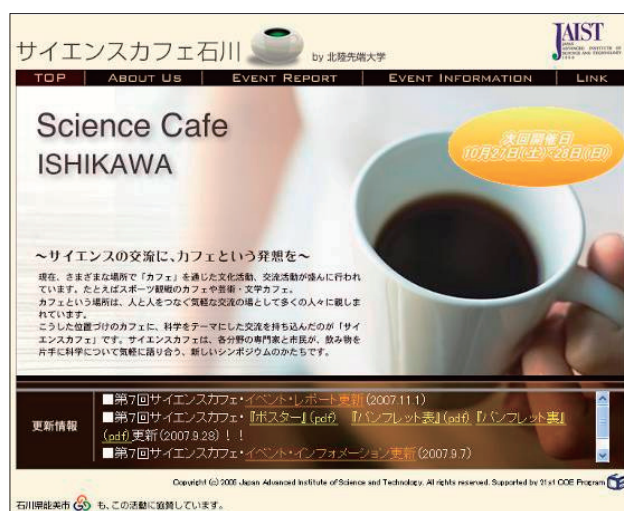 サイエンスカフェ石川 by 北陸先端大学
JAIST
JAPAN
ADVANCED INSTITUTE OF
SCIENCE AND TECHNOLOGY
1990
TOP ABOUT US EVENT REPORT EVENT INFORMATION LINK
Science Cafe
ISHIKAWA
次回開催日
10月27日(土)・28日(日)
～サイエンスの交流に、カフェという発想を～
現在、さまざまな場所で「カフェ」を通じた文化活動、交流活動が盛んに行われ
ています。たとえばスポーツ観戦のカフェや芸術・文学カフェ。
カフェという場所は、人と人をつなぐ気軽な交流の場として多くの人々に親しま
れています。
こうした位置づけのカフェに、科学をテーマにした交流を持ち込んだのが「サイ
エンスカフェ」です。サイエンスカフェは、各分野の専門家と市民が、飲み物を
片手に科学について気軽に語り合う、新しいシンポジウムのかたちです。
更新情報
■第7回サイエンスカフェ・イベント・レポート更新(2007.11.1)
■第7回サイエンスカフェ・『ポスター』(pdf) 『パンフレット表』(pdf) 『パンフレット裏』
(pdf)更新(2007.9.28)！！
■第7回サイエンスカフェ・イベント・インフォメーション更新(2007.9.7)
Copyright (c) 2006 Japan Advanced Institute of Science and Technology. All rights reserved. Supported by 21st COE Program
石川県能美市 も、この活動に協賛しています。